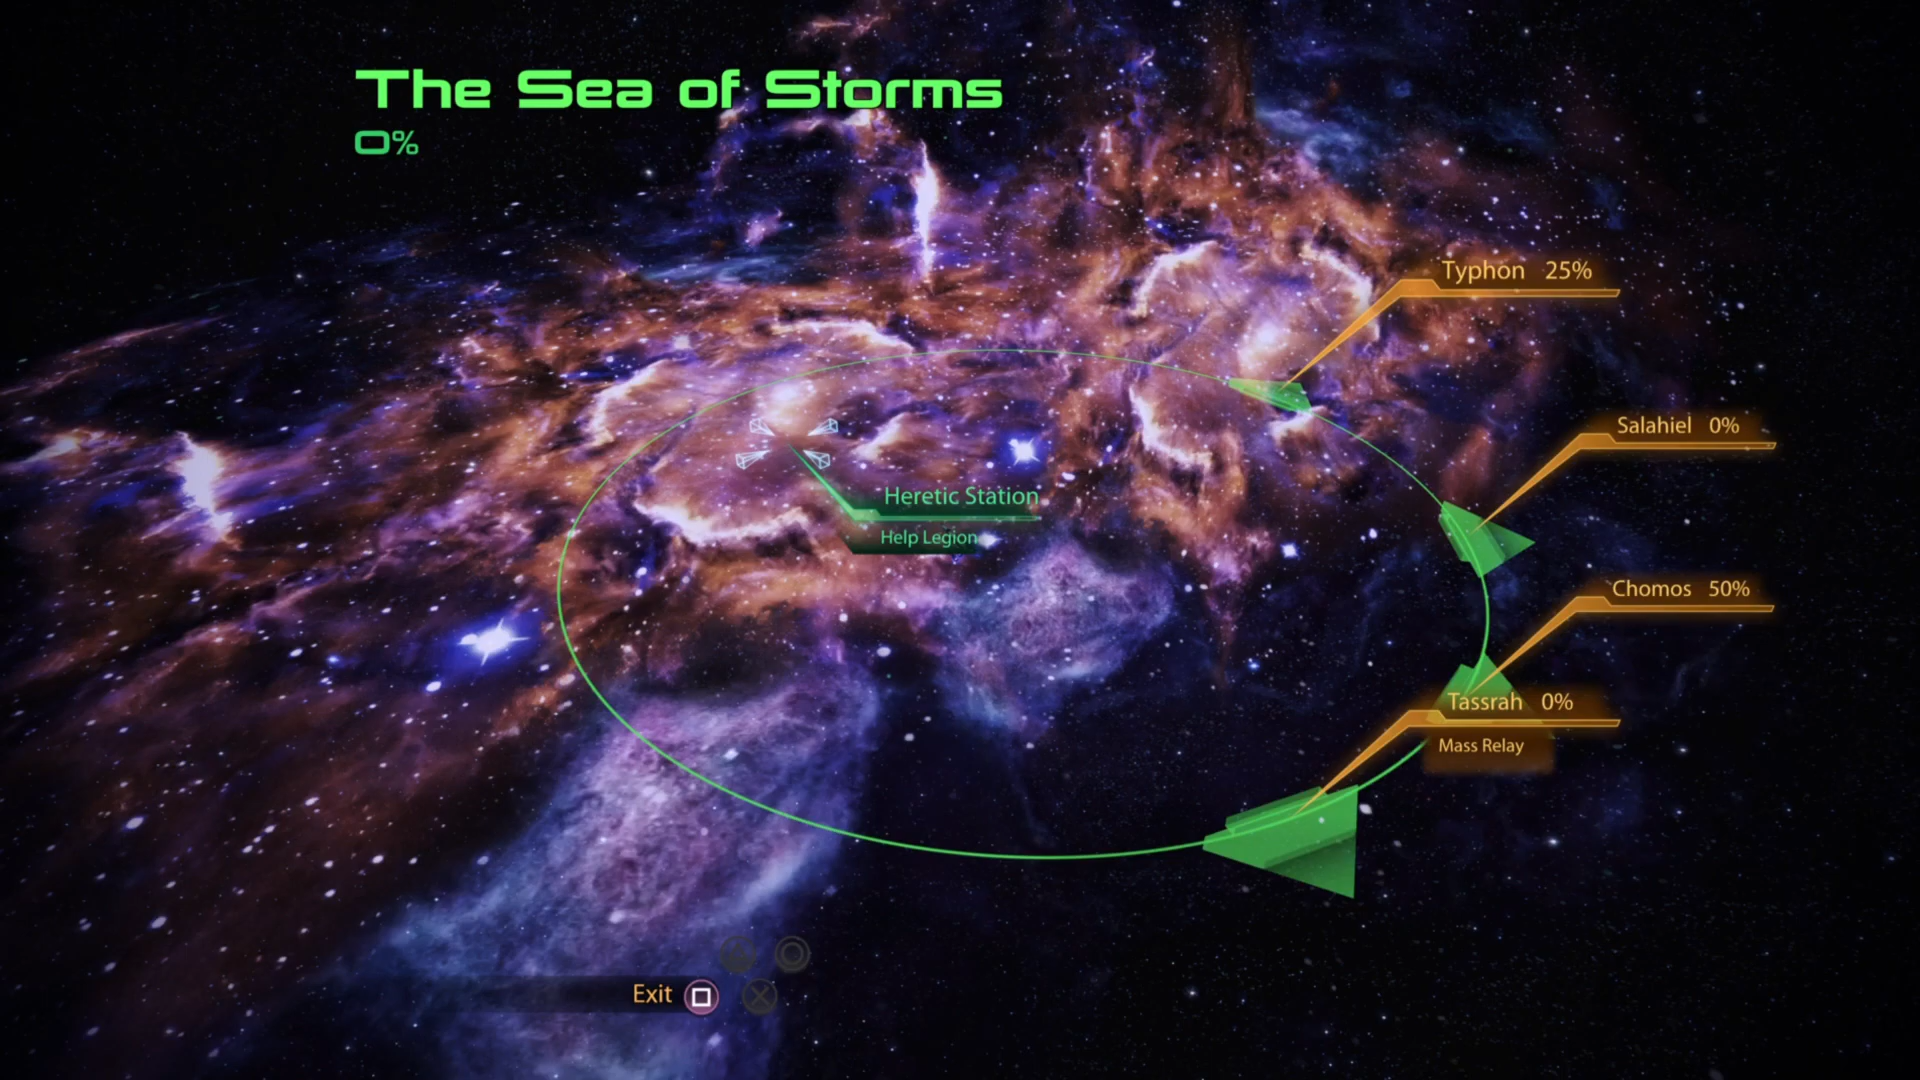 The Sea of Storms
0%
Typhon 25%
Salahiel 0%
Heretic Station
Help Legion
Chomos 50%
Tassrah 0%
Mass Relay
Exit